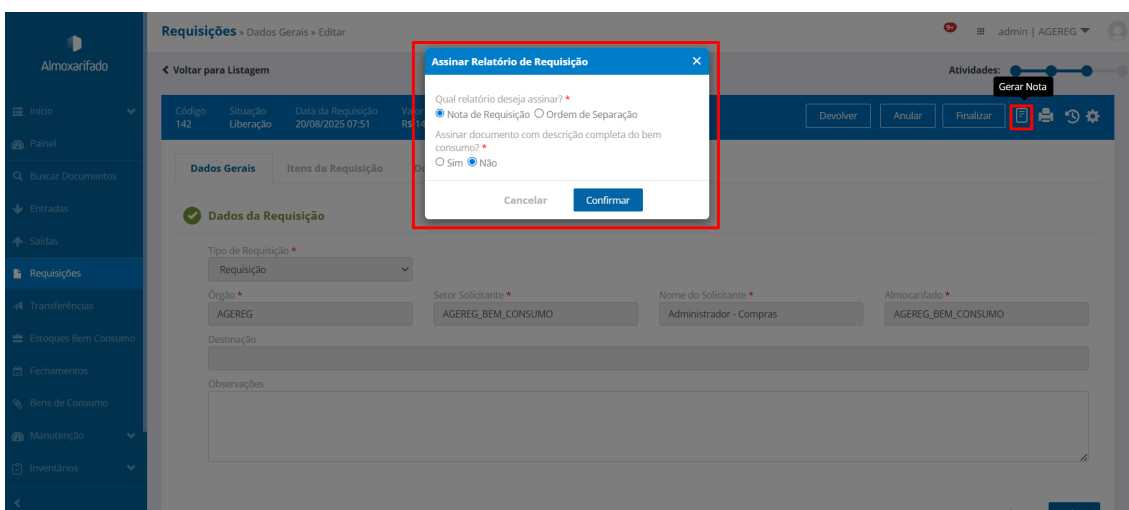 Almoxarifado
Início
Painel
Buscar Documentos
Entradas
Saídas
Requisições
Transferências
Estoques Bem Consumo
Fechamentos
Bens de Consumo
Manutenção
Inventários
Requisições » Dados Gerais » Editar
9+ admin | AGEREG
Voltar para Listagem
Atividades:
Gerar Nota
Código Situação Data da Requisição
142 Liberação 20/08/2025 07:51 R$ 14
Devolver Anular Finalizar
Dados Gerais Itens da Requisição
Assinar Relatório de Requisição
Qual relatório deseja assinar? *
Nota de Requisição Ordem de Separação
Assinar documento com descrição completa do bem
consumo? *
Sim Não
Cancelar Confirmar
Dados da Requisição
Tipo de Requisição *
Requisição
Órgão * Setor Solicitante * Nome do Solicitante * Almoxarifado *
AGEREG AGEREG_BEM_CONSUMO Administrador - Compras AGEREG_BEM_CONSUMO
Destinação
Observações